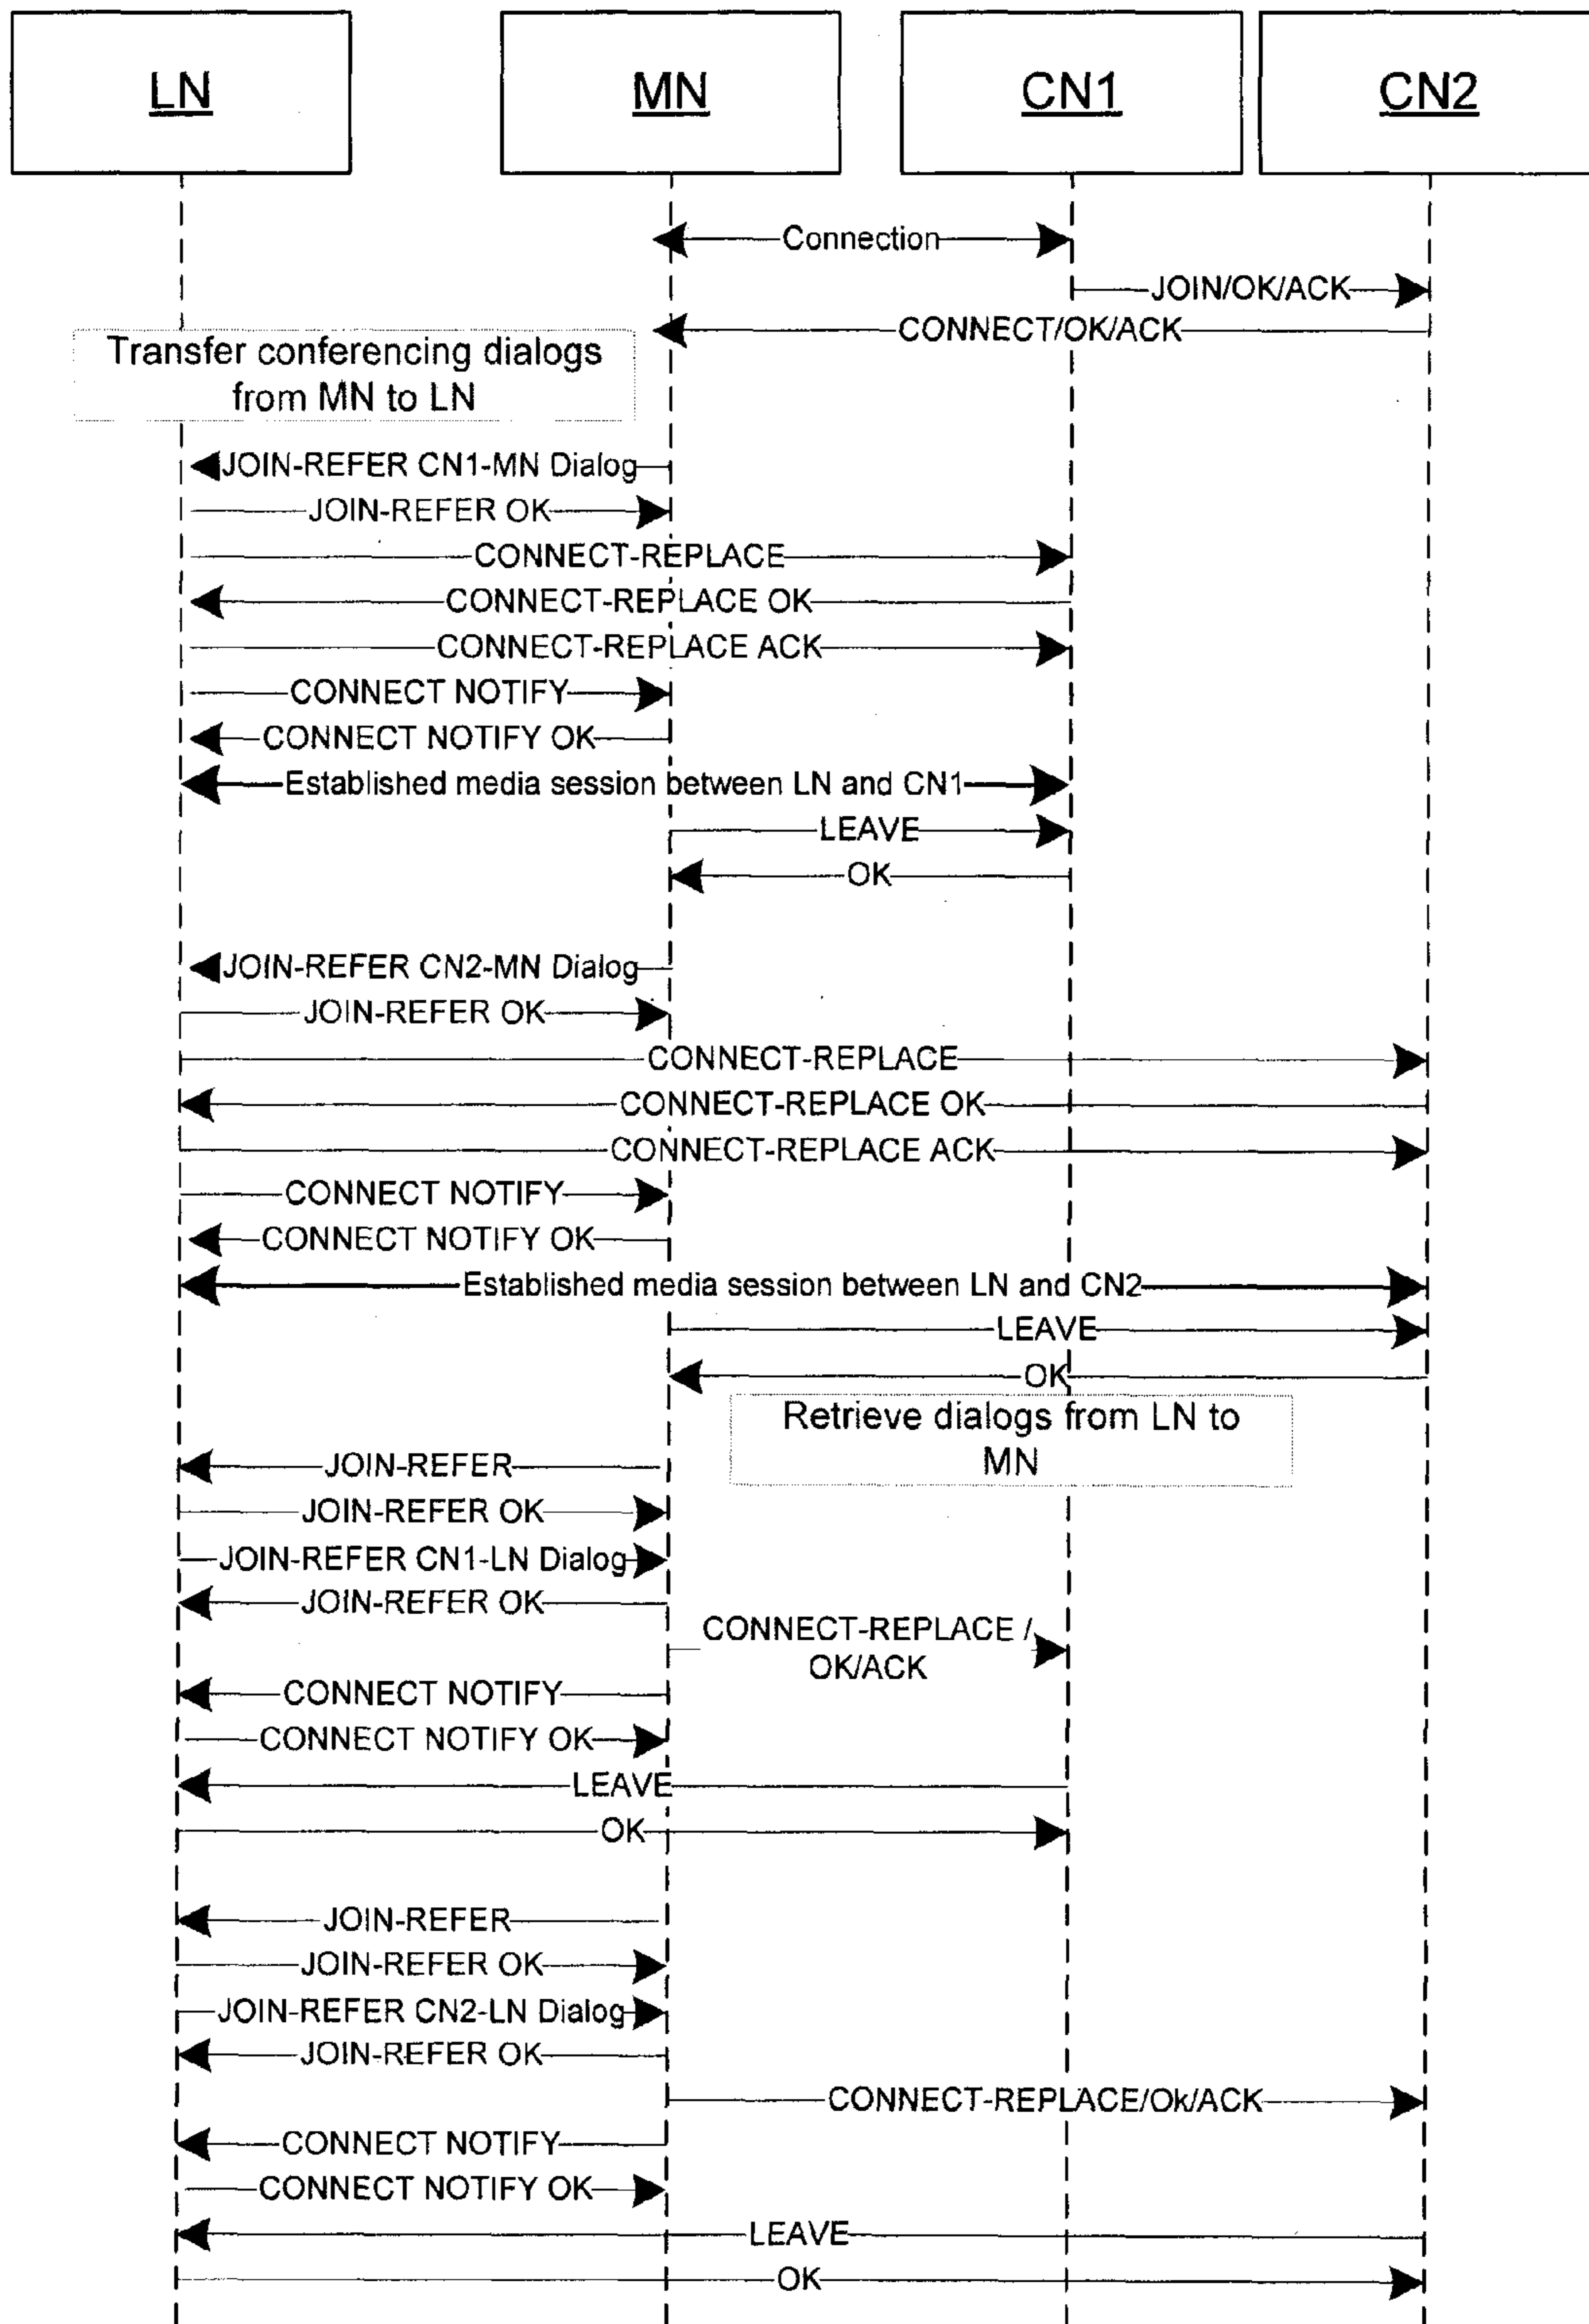 LN
MN
CN1
CN2
Connection
JOIN/OK/ACK
CONNECT/OK/ACK
Transfer conferencing dialogs
from MN to LN
JOIN-REFER CN1-MN Dialog
JOIN-REFER OK
CONNECT-REPLACE
CONNECT-REPLACE OK
CONNECT-REPLACE ACK
CONNECT NOTIFY
CONNECT NOTIFY OK
Established media session between LN and CN1
LEAVE
OK
JOIN-REFER CN2-MN Dialog
JOIN-REFER OK
CONNECT-REPLACE
CONNECT-REPLACE OK
CONNECT-REPLACE ACK
CONNECT NOTIFY
CONNECT NOTIFY OK
Established media session between LN and CN2
LEAVE
OK
Retrieve dialogs from LN to
MN
JOIN-REFER
JOIN-REFER OK
JOIN-REFER CN1-LN Dialog
JOIN-REFER OK
CONNECT-REPLACE /
OK/ACK
CONNECT NOTIFY
CONNECT NOTIFY OK
LEAVE
OK
JOIN-REFER
JOIN-REFER OK
JOIN-REFER CN2-LN Dialog
JOIN-REFER OK
CONNECT-REPLACE/Ok/ACK
CONNECT NOTIFY
CONNECT NOTIFY OK
LEAVE
OK